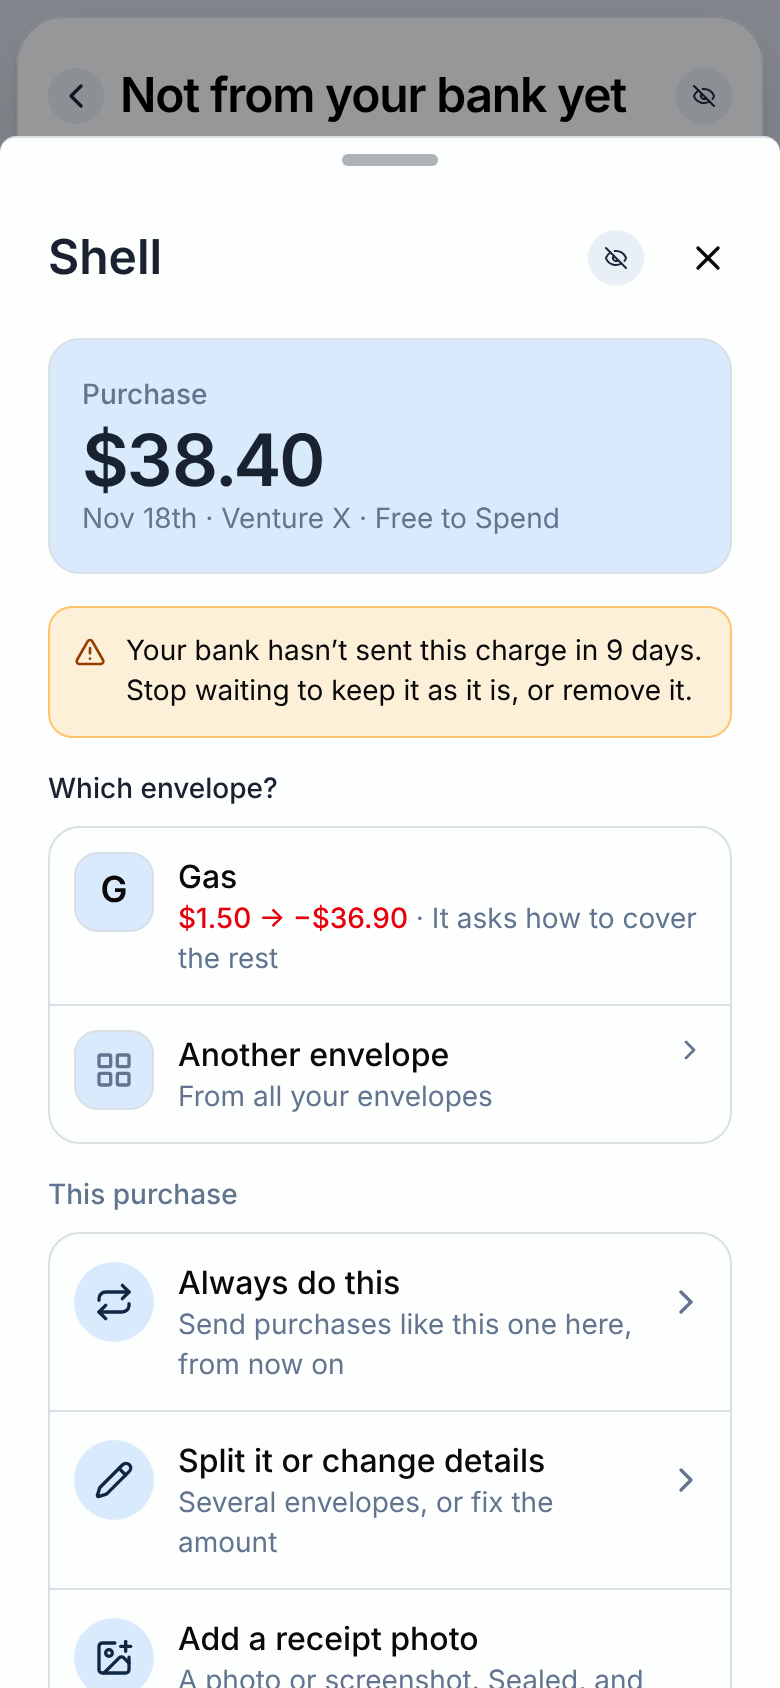 Not from your bank yet
Shell
Purchase
$38.40
Nov 18th · Venture X · Free to Spend
Your bank hasn’t sent this charge in 9 days.
Stop waiting to keep it as it is, or remove it.
Which envelope?
G
Gas
$1.50 → −$36.90 · It asks how to cover
the rest
Another envelope
From all your envelopes
This purchase
Always do this
Send purchases like this one here,
from now on
Split it or change details
Several envelopes, or fix the
amount
Add a receipt photo
A photo or screenshot. Sealed, and